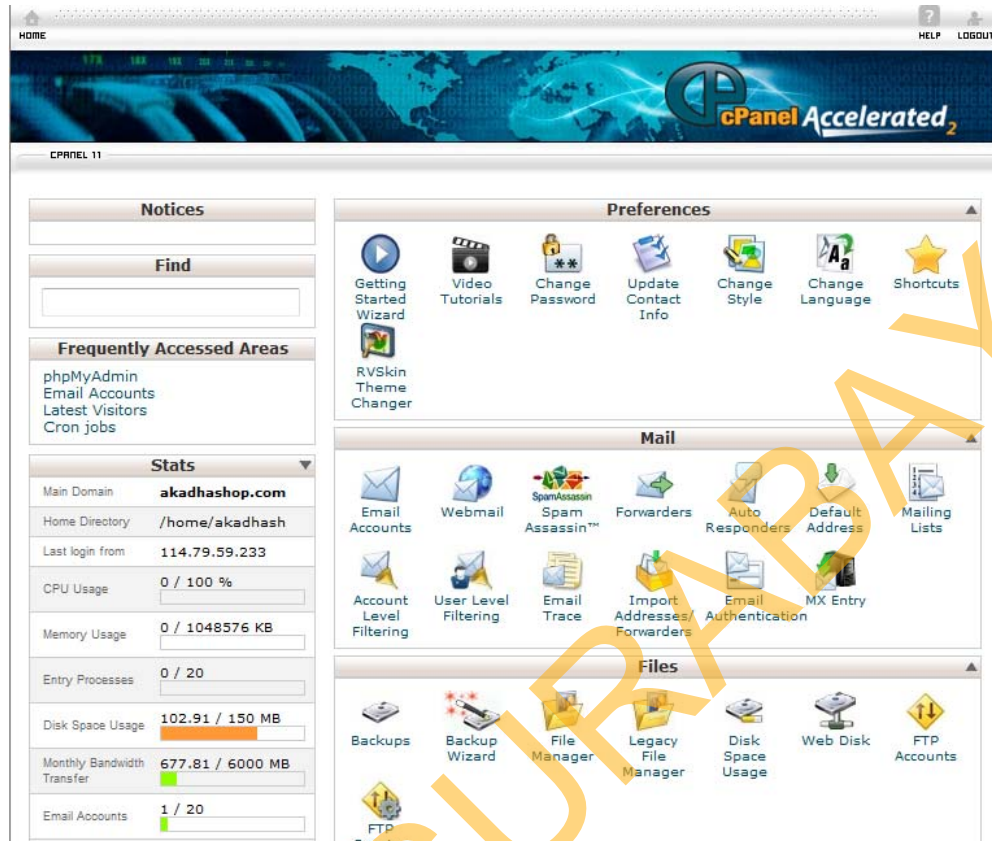 HOME
HELP LOGOUT
cPanel Accelerated2
CPANEL 11
Notices
Find
Frequently Accessed Areas
phpMyAdmin
Email Accounts
Latest Visitors
Cron jobs
Stats
Main Domain akadhashop.com
Home Directory /home/akadhash
Last login from 114.79.59.233
CPU Usage 0 / 100 %
Memory Usage 0 / 1048576 KB
Entry Processes 0 / 20
Disk Space Usage 102.91 / 150 MB
Monthly Bandwidth
Transfer
677.81 / 6000 MB
Email Accounts 1 / 20
Preferences
Getting
Started
Wizard
Video
Tutorials
Change
Password
Update
Contact
Info
Change
Style
Change
Language
Shortcuts
RVSkin
Theme
Changer
Mail
Email
Accounts
Webmail
SpamAssassin
Spam
Assassin™
Forwarders
Auto
Responders
Default
Address
Mailing
Lists
Account
Level
Filtering
User Level
Filtering
Email
Trace
Import
Addresses/
Forwarders
Email
Authentication
MX Entry
Files
Backups
Backup
Wizard
File
Manager
Legacy
File
Manager
Disk
Space
Usage
Web Disk
FTP
Accounts
FTP
SURABAY